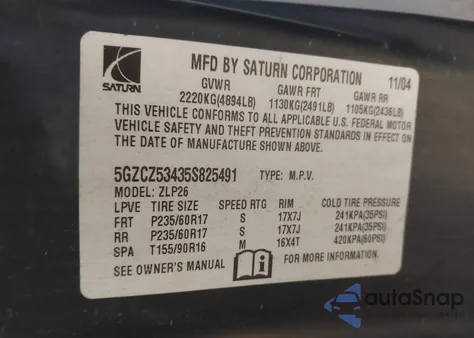 SATURN
MFD BY SATURN CORPORATION 11/04
GVWR GAWR FRT GAWR RR
2220KG(4894LB) 1130KG(2491LB) 1105KG(2436LB)
THIS VEHICLE CONFORMS TO ALL APPLICABLE U.S. FEDERAL MOTOR
VEHICLE SAFETY AND THEFT PREVENTION STANDARDS IN EFFECT ON
THE DATE OF MANUFACTURE SHOWN ABOVE.
5GZCZ53435S825491 TYPE: M.P.V.
MODEL: ZLP26
LPVE TIRE SIZE SPEED RTG RIM COLD TIRE PRESSURE
FRT P235/60R17 S 17X7J 241KPA(35PSI)
RR P235/60R17 S 17X7J 241KPA(35PSI)
SPA T155/90R16 M 16X4T 420KPA(60PSI)
SEE OWNER'S MANUAL
autoSnap